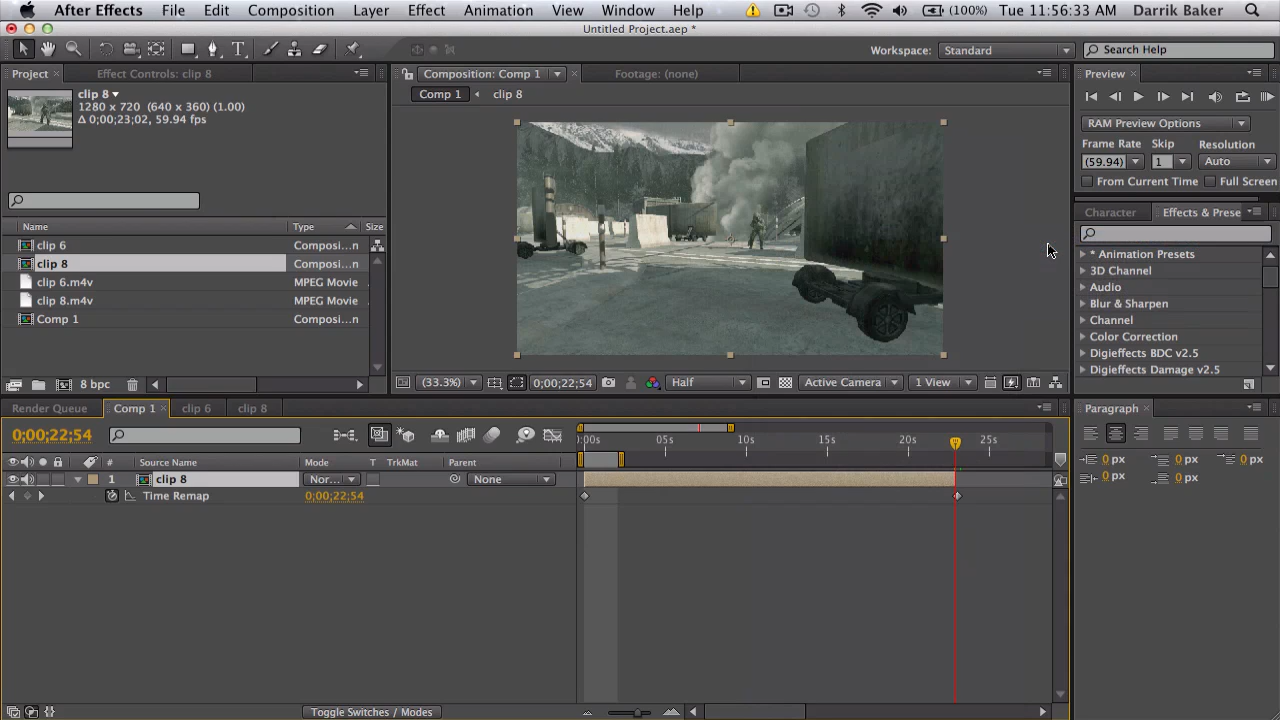 After Effects File Edit Composition Layer Effect Animation View Window Help (100%) Tue 11:56:33 AM Darrik Baker
Untitled Project.aep *
Workspace: Standard Search Help
Project Effect Controls: clip 8 Composition: Comp 1 Footage: (none) Preview
clip 8
1280 x 720 (640 x 360) (1.00)
Δ 0;00;23;02, 59.94 fps
Comp 1 clip 8
RAM Preview Options
Frame Rate Skip Resolution
(59.94) 1 Auto
From Current Time Full Screen
Character Effects & Prese
Name Type Size
clip 6 Composi...n
clip 8 Composi...n
clip 6.m4v MPEG Movie
clip 8.m4v MPEG Movie
Comp 1 Composi...n
* Animation Presets
3D Channel
Audio
Blur & Sharpen
Channel
Color Correction
Digieffects BDC v2.5
Digieffects Damage v2.5
8 bpc (33.3%) 0;00;22;54 Half Active Camera 1 View
Render Queue Comp 1 clip 6 clip 8 Paragraph
0;00;22;54 :00s 05s 10s 15s 20s 25s
# Source Name Mode T TrkMat Parent
1 clip 8 Nor... None
Time Remap 0;00;22;54
0 px 0 px 0 px
0 px 0 px
Toggle Switches / Modes